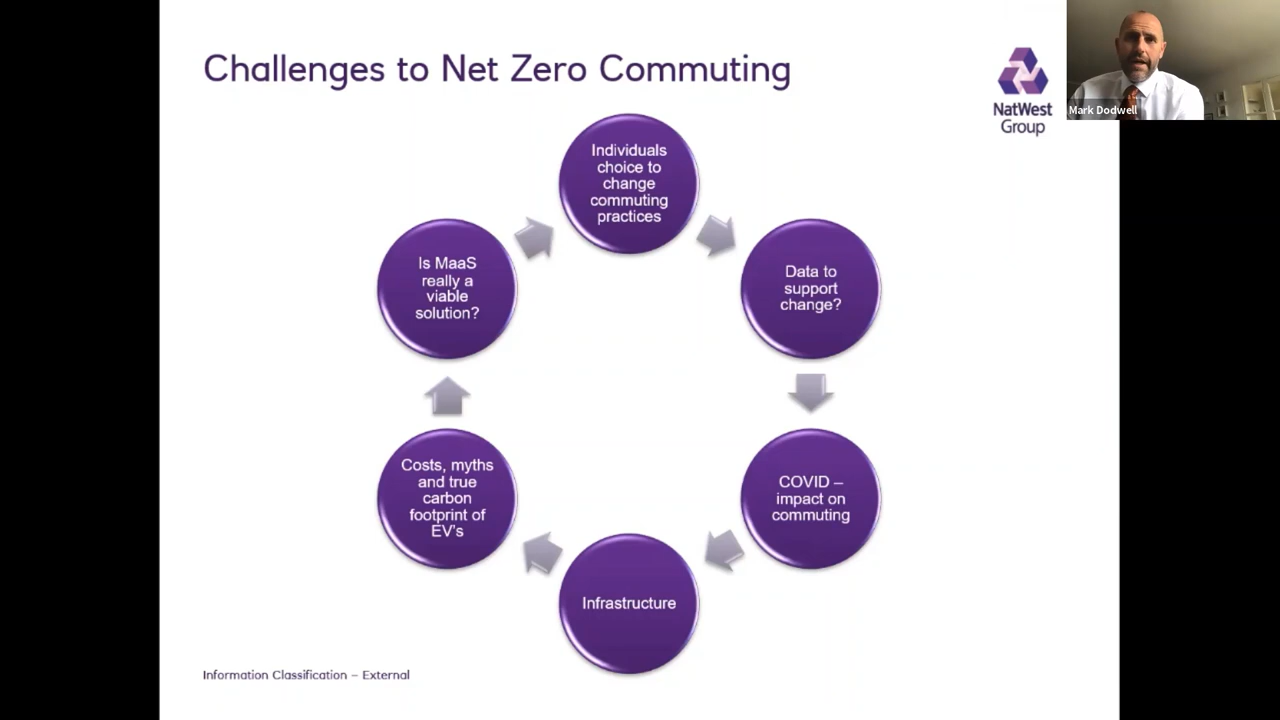 Challenges to Net Zero Commuting
NatWest
Group
Mark Dodwell
Individuals
choice to
change
commuting
practices
Data to
support
change?
COVID –
impact on
commuting
Infrastructure
Costs, myths
and true
carbon
footprint of
EV's
Is MaaS
really a
viable
solution?
Information Classification – External